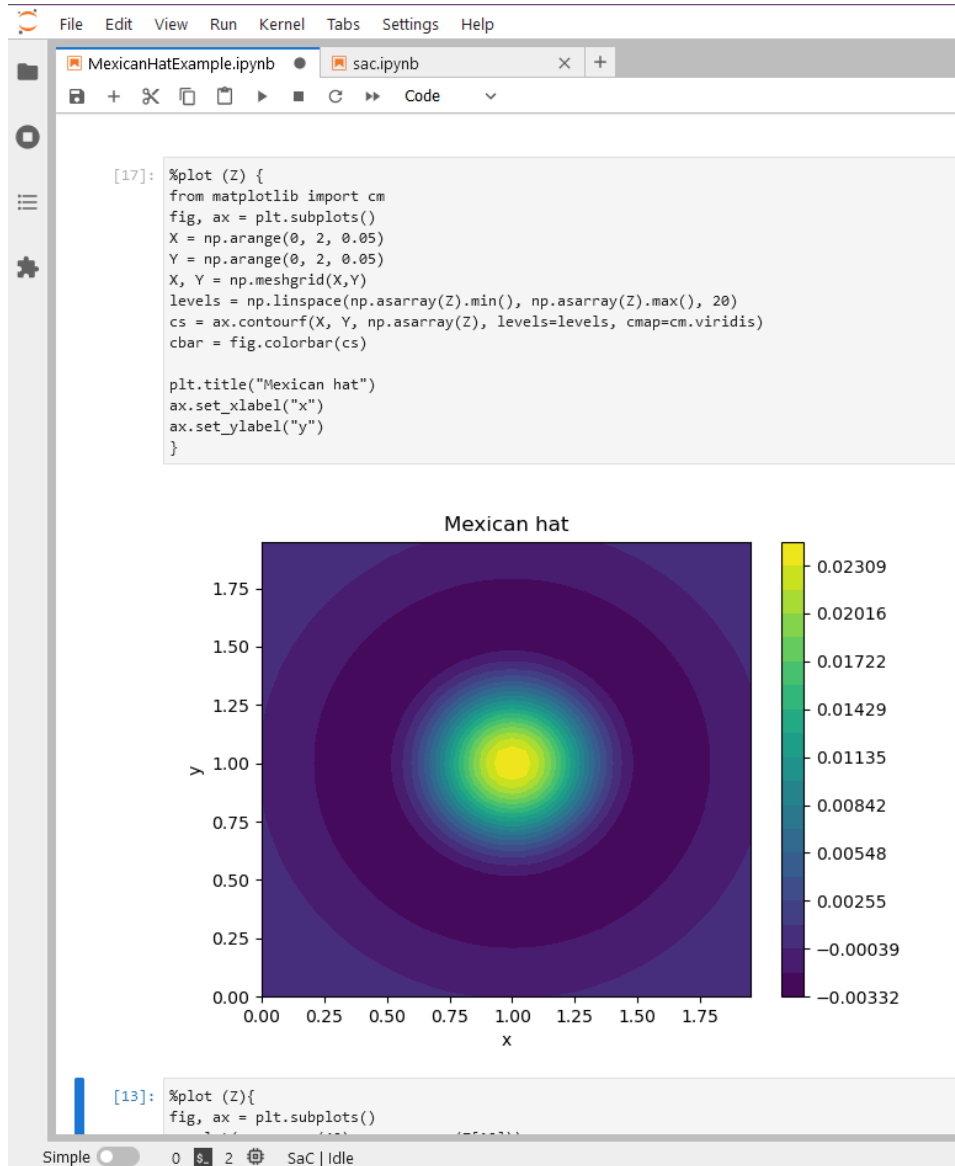 File Edit View Run Kernel Tabs Settings Help
MexicanHatExample.ipynb sac.ipynb
Code
[17]: %plot (Z) {
from matplotlib import cm
fig, ax = plt.subplots()
X = np.arange(0, 2, 0.05)
Y = np.arange(0, 2, 0.05)
X, Y = np.meshgrid(X,Y)
levels = np.linspace(np.asarray(Z).min(), np.asarray(Z).max(), 20)
cs = ax.contourf(X, Y, np.asarray(Z), levels=levels, cmap=cm.viridis)
cbar = fig.colorbar(cs)
plt.title("Mexican hat")
ax.set_xlabel("x")
ax.set_ylabel("y")
}
Mexican hat
1.75
1.50
1.25
1.00
0.75
0.50
0.25
0.00
y
0.00 0.25 0.50 0.75 1.00 1.25 1.50 1.75
x
0.02309
0.02016
0.01722
0.01429
0.01135
0.00842
0.00548
0.00255
−0.00039
−0.00332
[13]: %plot (Z){
fig, ax = plt.subplots()
Simple 0 $_ 2 SaC | Idle